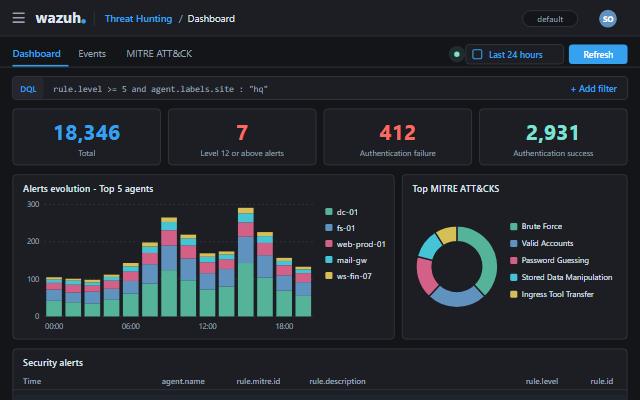 wazuh. Threat Hunting / Dashboard default SO
Dashboard Events MITRE ATT&CK Last 24 hours Refresh
DQL rule.level >= 5 and agent.labels.site : "hq" + Add filter
18,346 7 412 2,931
Total Level 12 or above alerts Authentication failure Authentication success
Alerts evolution - Top 5 agents
300
200
100
0
00:00 06:00 12:00 18:00
dc-01
fs-01
web-prod-01
mail-gw
ws-fin-07
Top MITRE ATT&CKS
Brute Force
Valid Accounts
Password Guessing
Stored Data Manipulation
Ingress Tool Transfer
Security alerts
Time agent.name rule.mitre.id rule.description rule.level rule.id